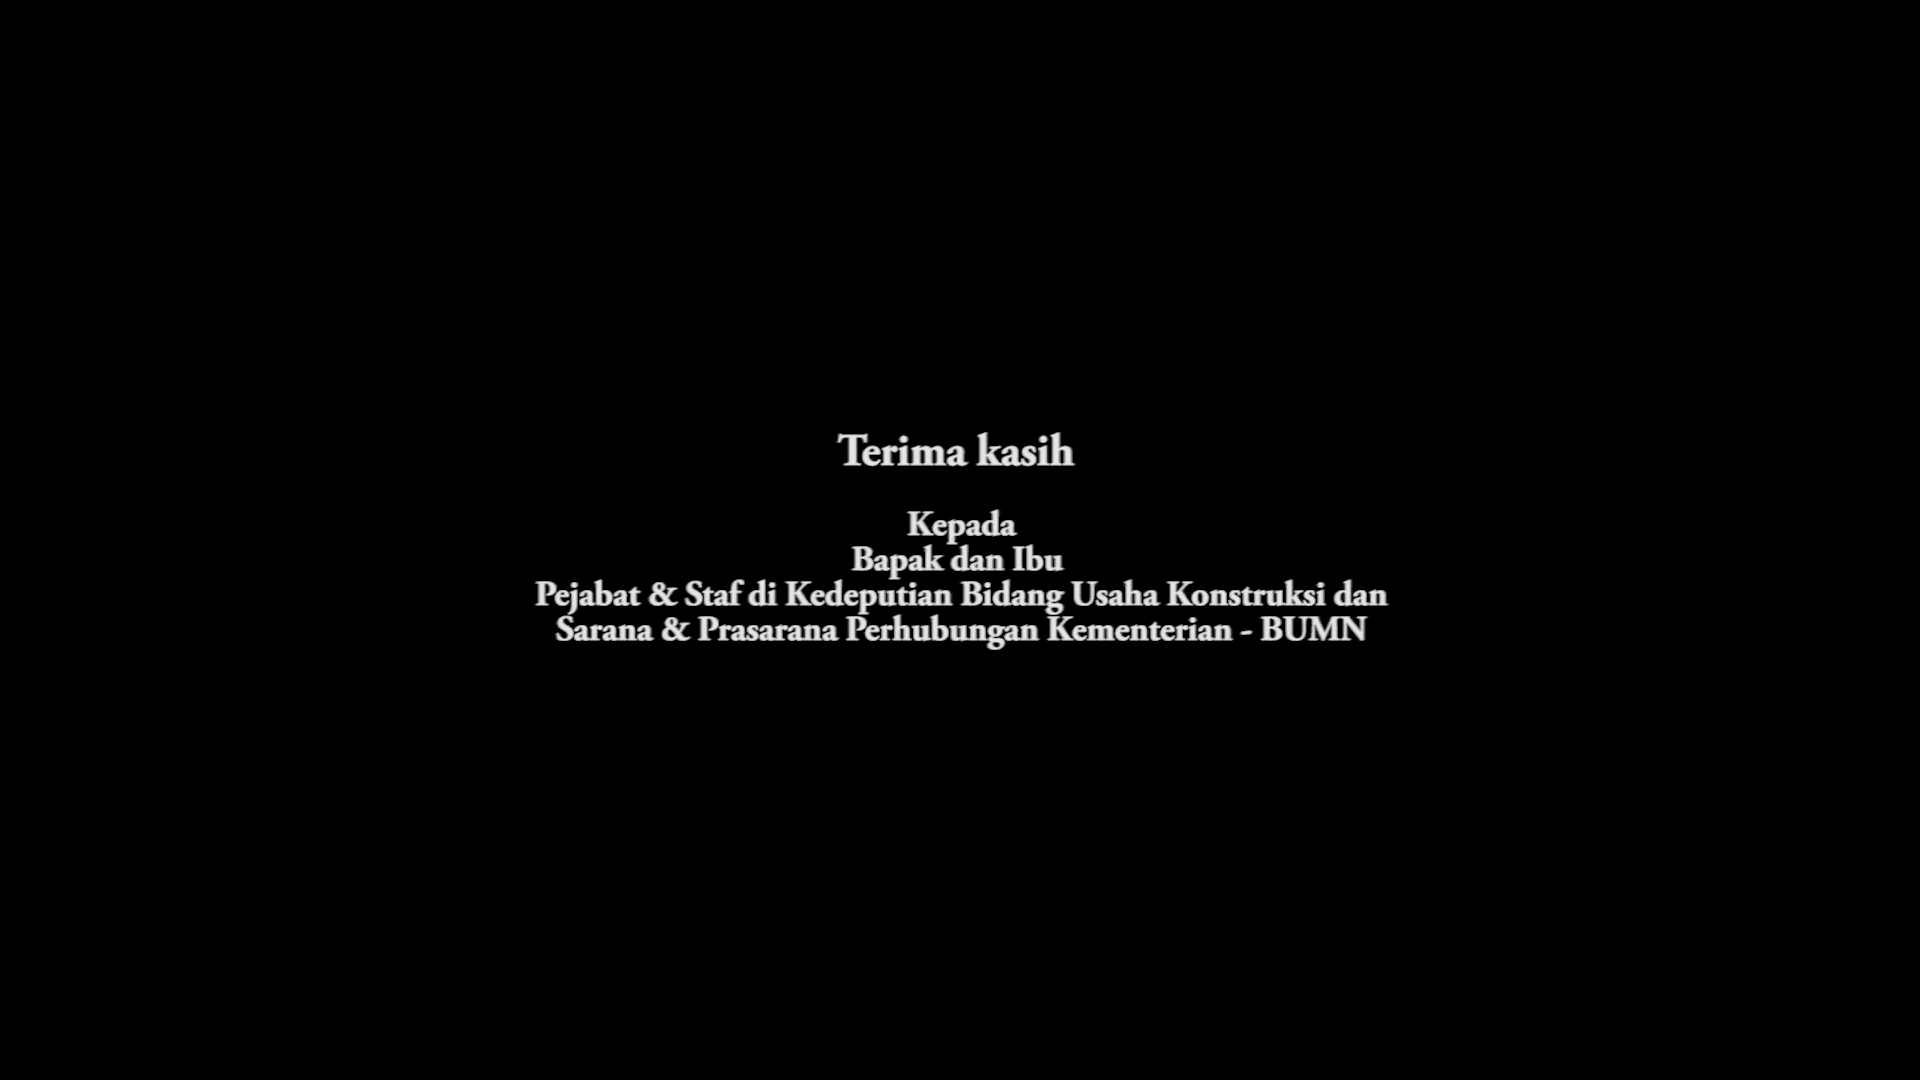 Terima kasih
Kepada
Bapak dan Ibu
Pejabat & Staf di Kedeputian Bidang Usaha Konstruksi dan
Sarana & Prasarana Perhubungan Kementerian - BUMN